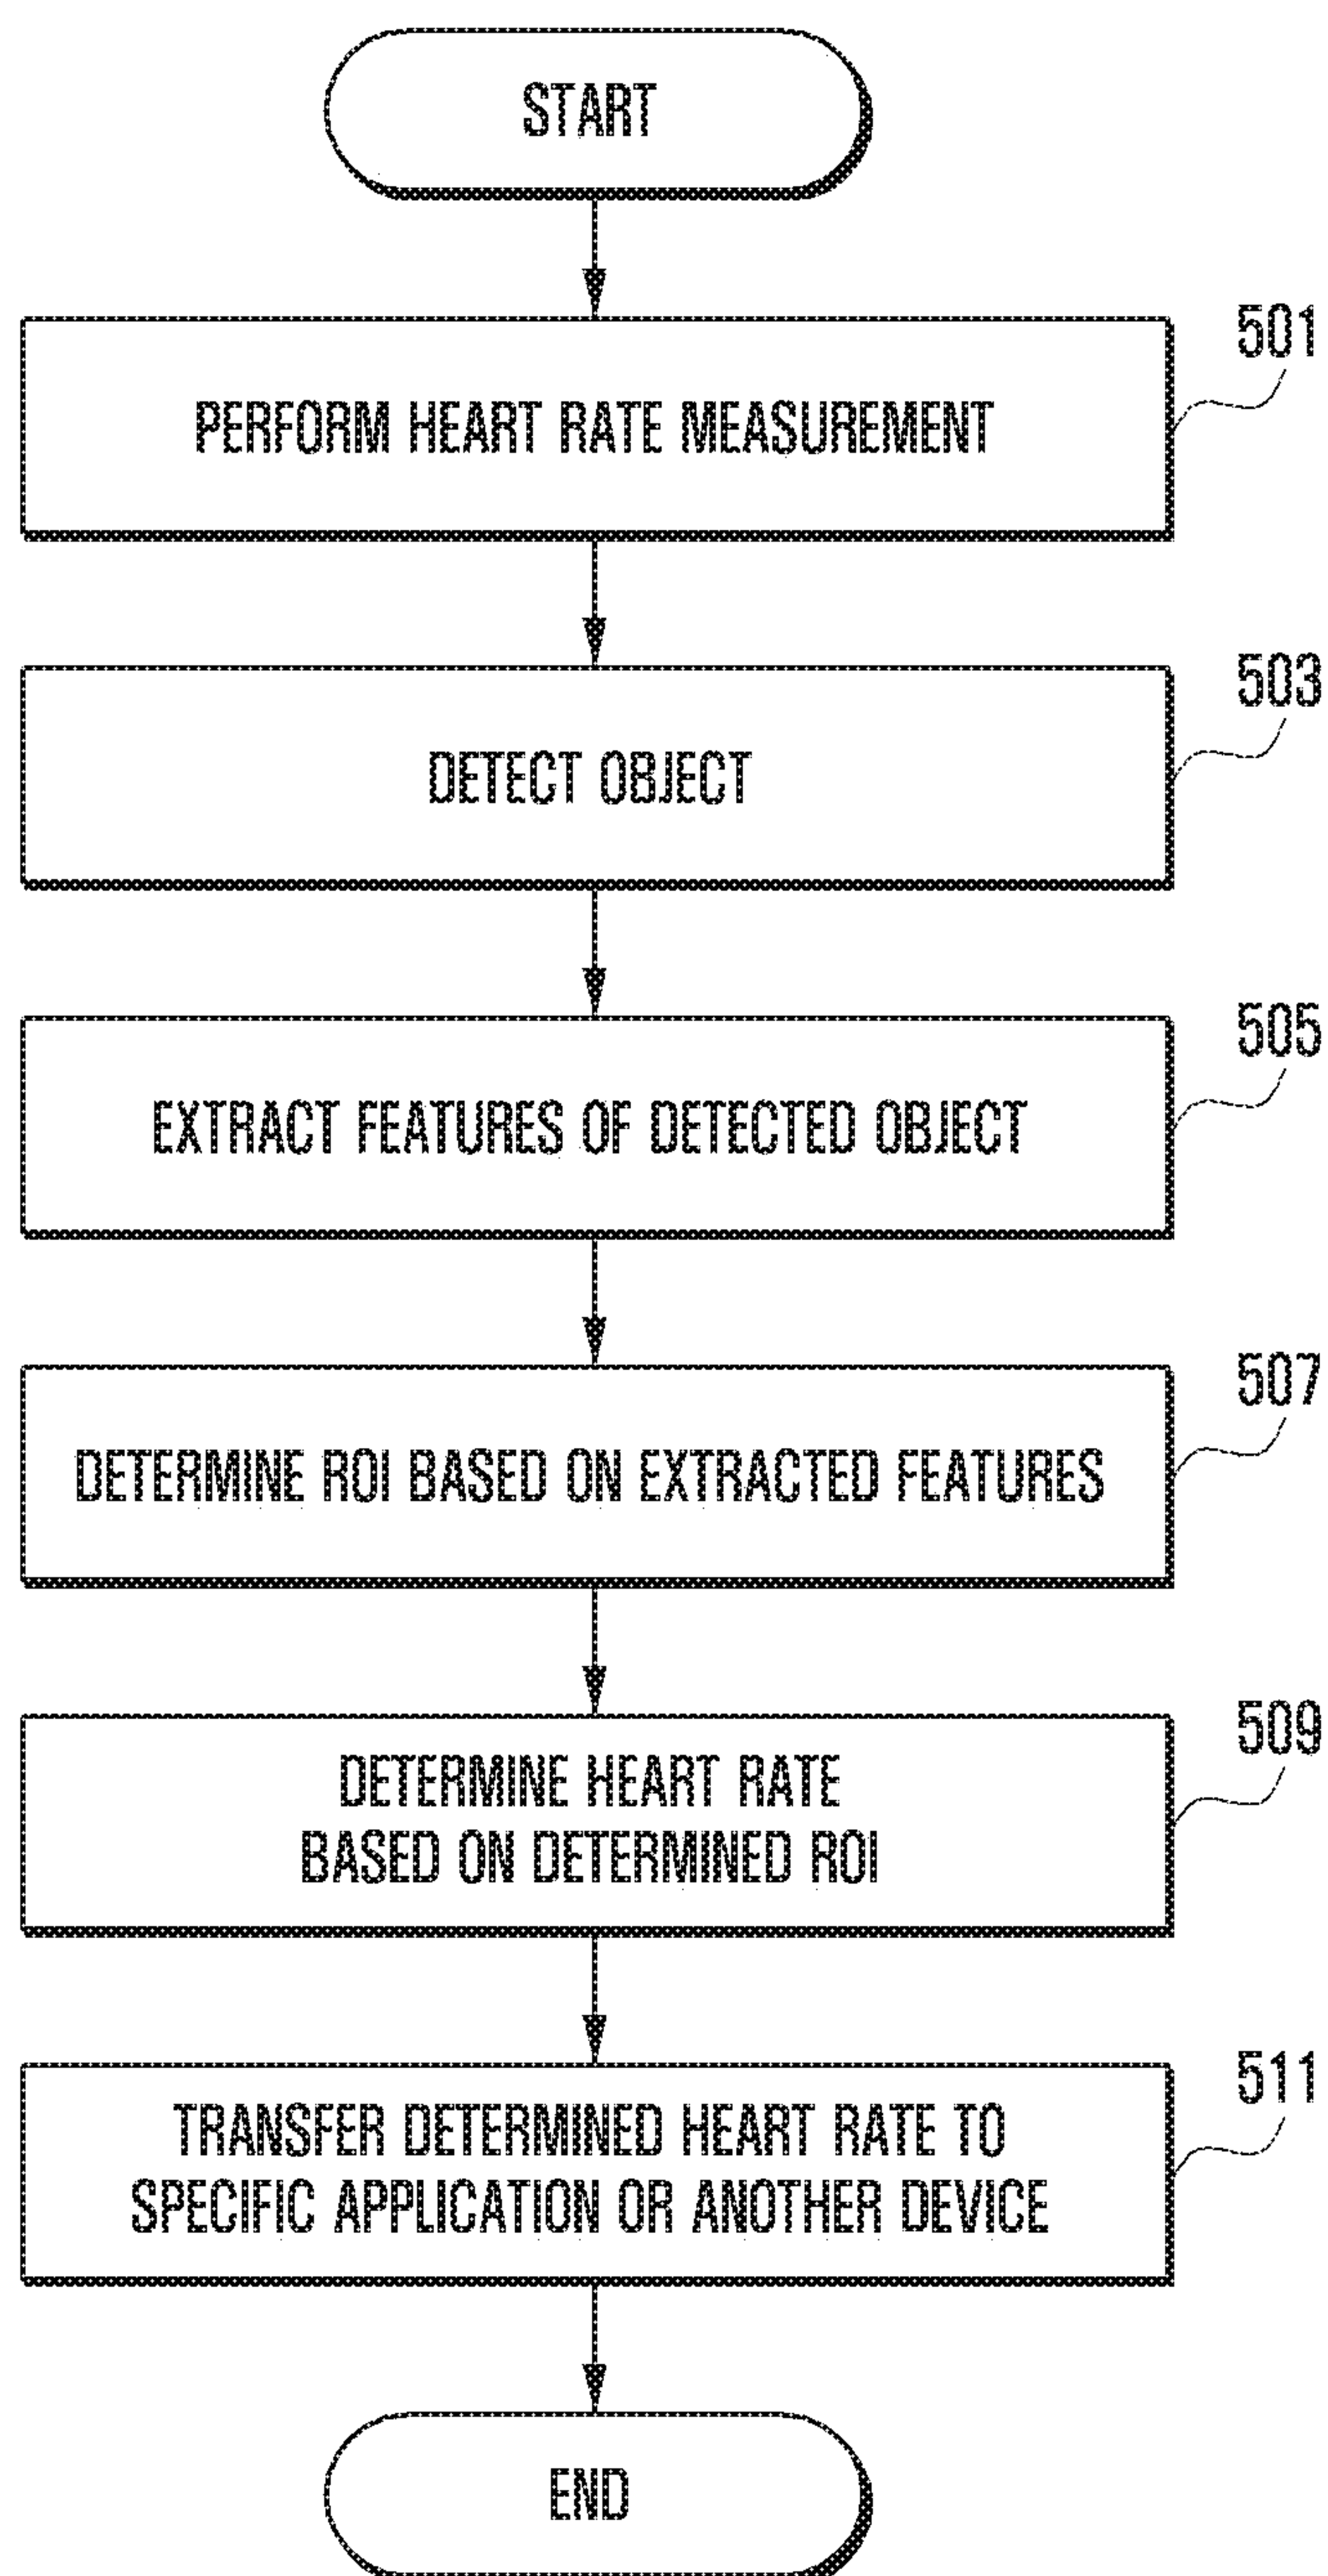 START
PERFORM HEART RATE MEASUREMENT
501
DETECT OBJECT
503
EXTRACT FEATURES OF DETECTED OBJECT
505
DETERMINE ROI BASED ON EXTRACTED FEATURES
507
DETERMINE HEART RATE
BASED ON DETERMINED ROI
509
TRANSFER DETERMINED HEART RATE TO
SPECIFIC APPLICATION OR ANOTHER DEVICE
511
END